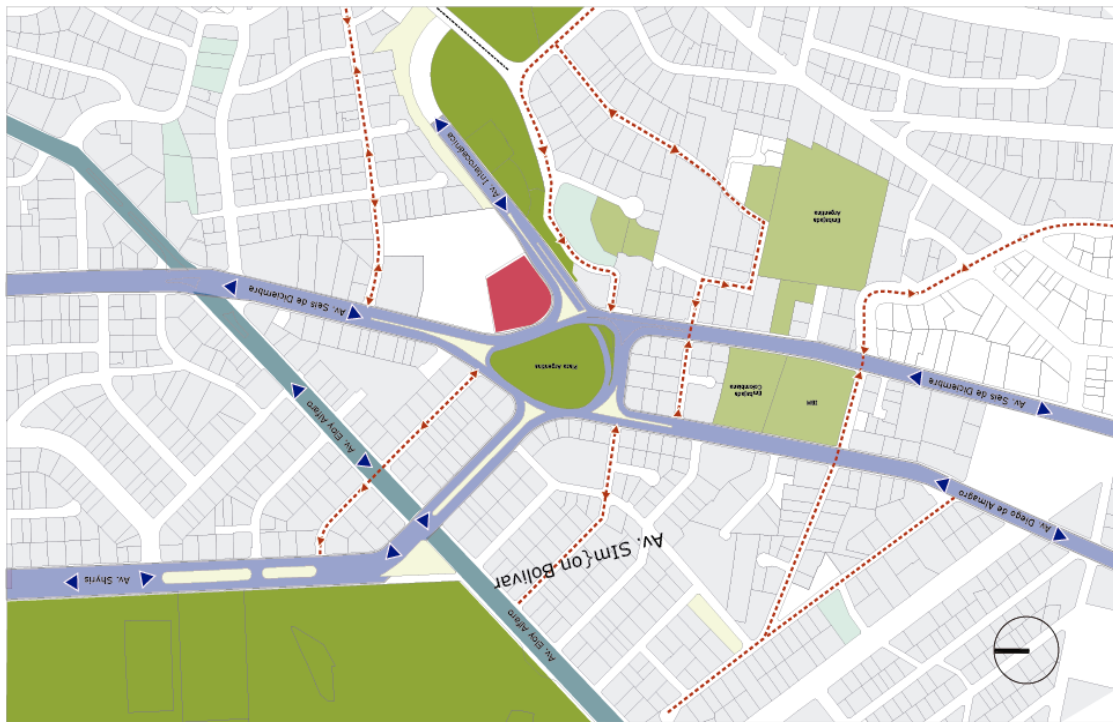 Av. Interoceánica
Embajada
Argentina
Av. Seis de Diciembre
Plaza Argentina
Embajada
Colombiana
IBM
Av. Seis de Diciembre
Av. Eloy Alfaro
Av. Diego de Almagro
Av. SIm{on Bolivar
Av. Shyris
Av. Eloy Alfaro